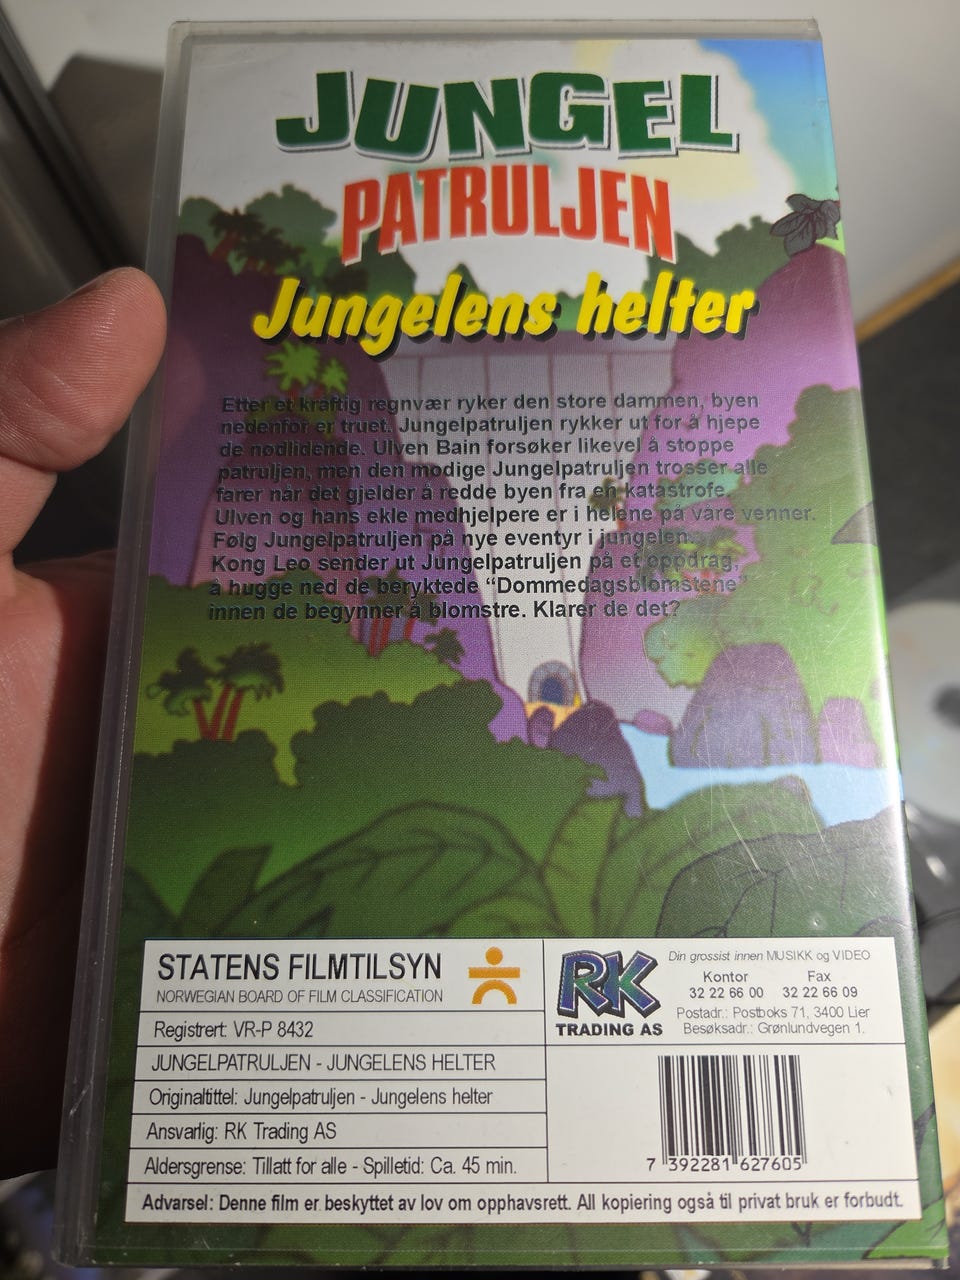 JUNGEL
PATRULJEN
Jungelens helter
Etter et kraftig regnvær ryker den store dammen, byen
nedenfor er truet. Jungelpatruljen rykker ut for å hjepe
de nødlidende. Ulven Bain forsøker likevel å stoppe
patruljen, men den modige Jungelpatruljen trosser alle
farer når det gjelder å redde byen fra en katastrofe.
Ulven og hans ekle medhjelpere er i helene på våre venner.
Følg Jungelpatruljen på nye eventyr i jungelen.
Kong Leo sender ut Jungelpatruljen på et oppdrag,
å hugge ned de beryktede "Dommedagsblomstene"
innen de begynner å blomstre. Klarer de det?
STATENS FILMTILSYN
NORWEGIAN BOARD OF FILM CLASSIFICATION
Registrert: VR-P 8432
JUNGELPATRULJEN - JUNGELENS HELTER
Originaltittel: Jungelpatruljen - Jungelens helter
Ansvarlig: RK Trading AS
Aldersgrense: Tillatt for alle - Spilletid: Ca. 45 min.
RK
TRADING AS
Din grossist innen MUSIKK og VIDEO
Kontor Fax
32 22 66 00 32 22 66 09
Postadr.: Postboks 71, 3400 Lier
Besøksadr.: Grønlundvegen 1.
7 392281 627605
Advarsel: Denne film er beskyttet av lov om opphavsrett. All kopiering også til privat bruk er forbudt.